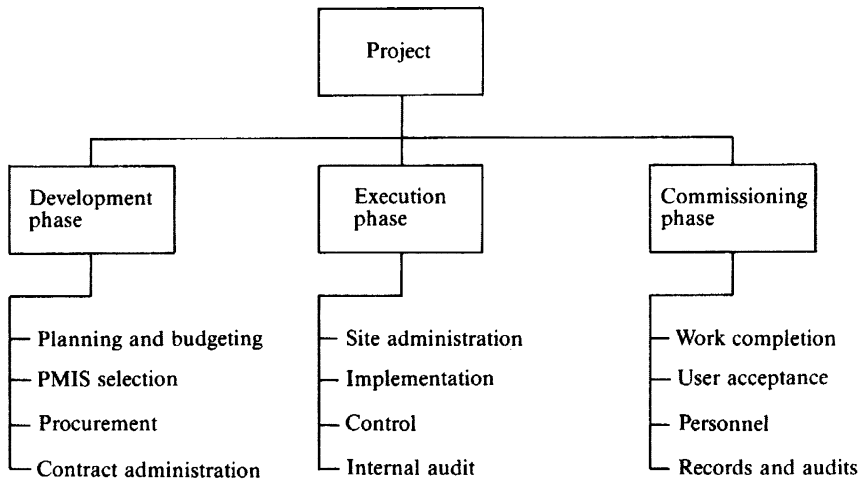 Project
Development
phase
Execution
phase
Commissioning
phase
Planning and budgeting
PMIS selection
Procurement
Contract administration
Site administration
Implementation
Control
Internal audit
Work completion
User acceptance
Personnel
Records and audits